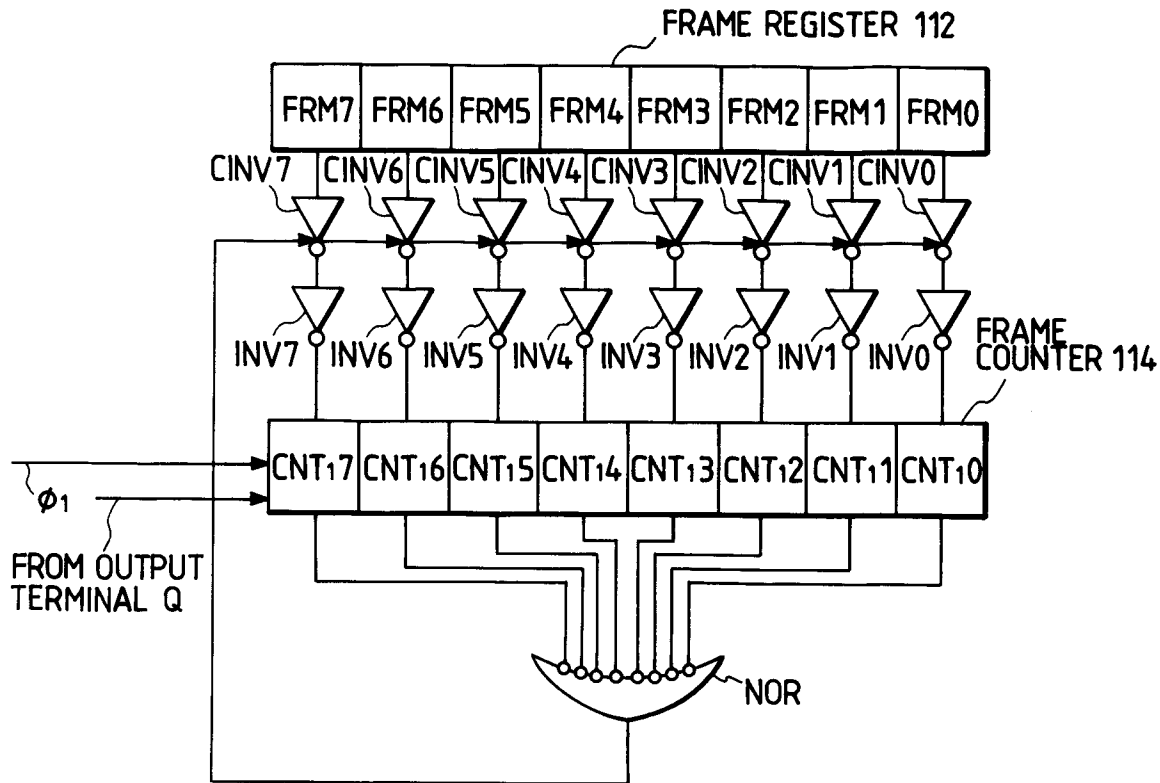 FRAME REGISTER 112
FRM7 FRM6 FRM5 FRM4 FRM3 FRM2 FRM1 FRM0
CINV7 CINV6 CINV5 CINV4 CINV3 CINV2 CINV1 CINV0
INV7 INV6 INV5 INV4 INV3 INV2 INV1 INV0
FRAME
COUNTER 114
CNT₁7 CNT₁6 CNT₁5 CNT₁4 CNT₁3 CNT₁2 CNT₁1 CNT₁0
ø₁
FROM OUTPUT
TERMINAL Q
NOR